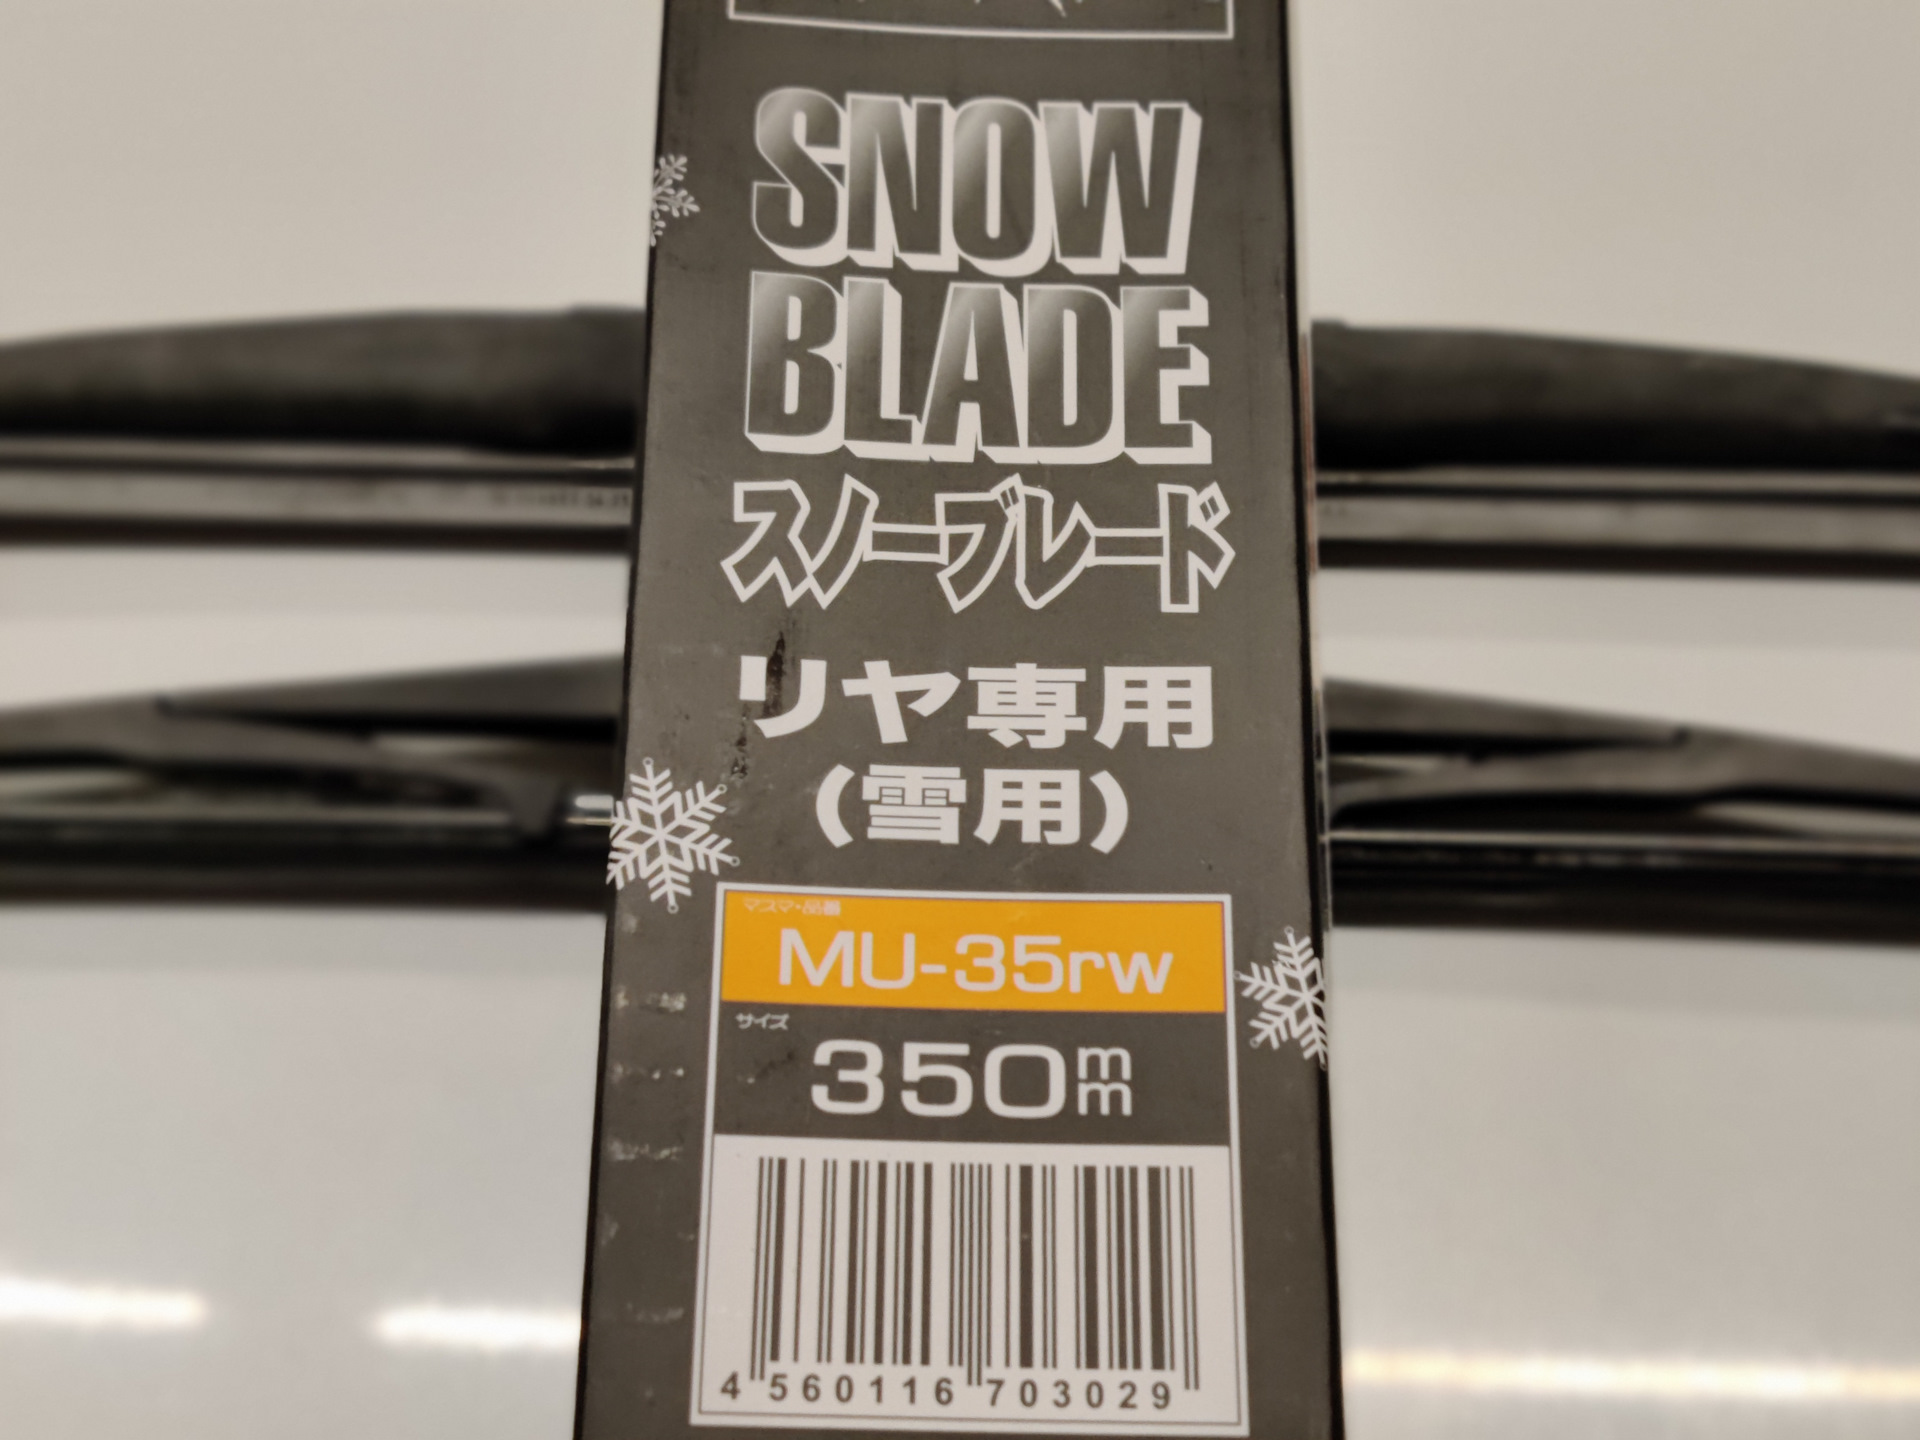 SNOW
BLADE
スノーブレード
リヤ専用
(雪用)
マスマ・品番
MU-35rw
サイズ
350mm
4 560116 703029